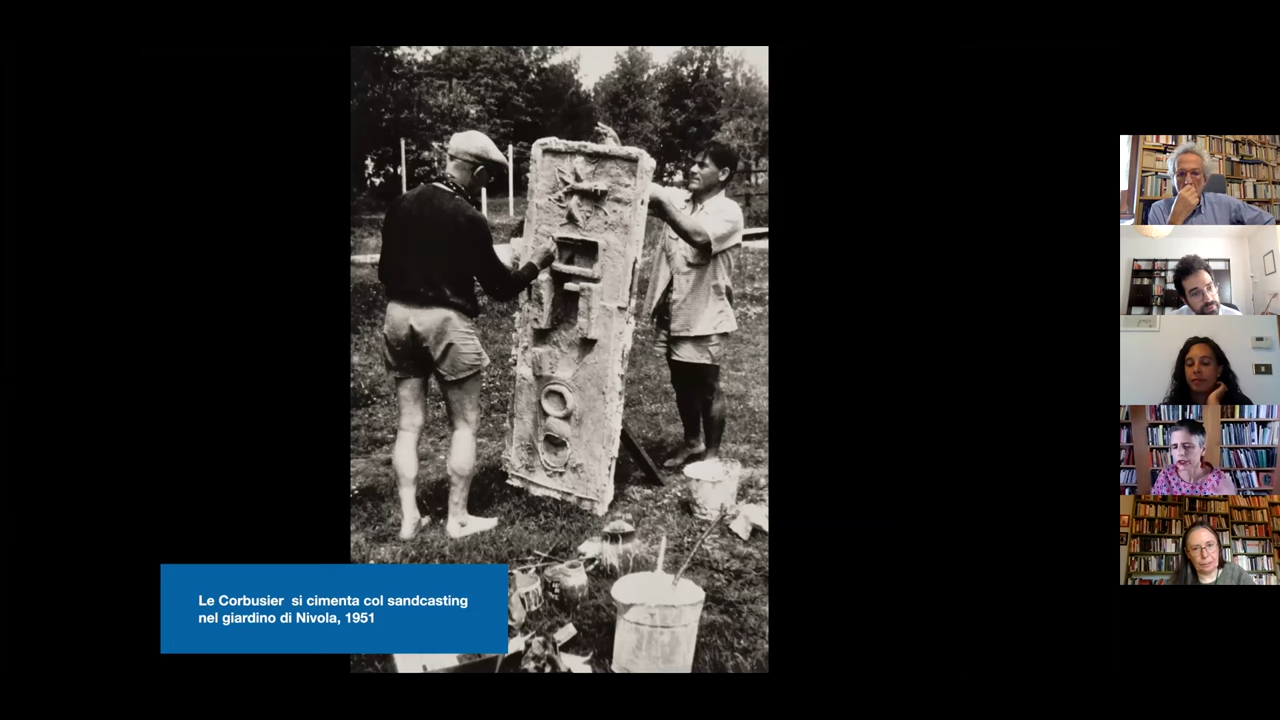 Le Corbusier  si cimenta col sandcasting
nel giardino di Nivola, 1951